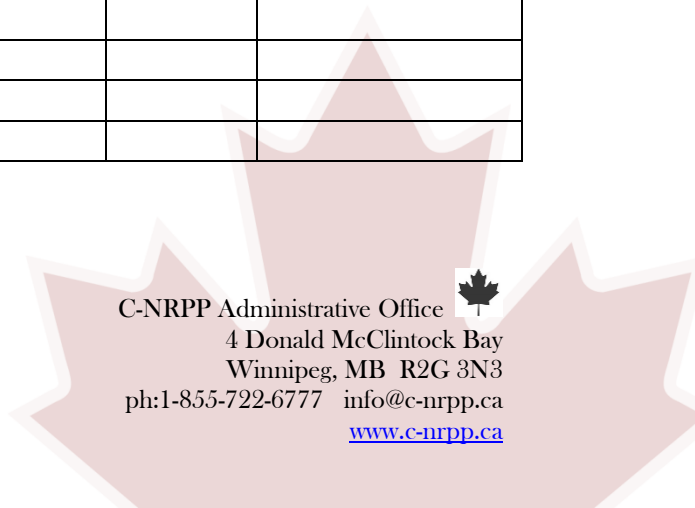 C-NRPP Administrative Office
4 Donald McClintock Bay
Winnipeg, MB R2G 3N3
ph:1-855-722-6777 info@c-nrpp.ca
www.c-nrpp.ca